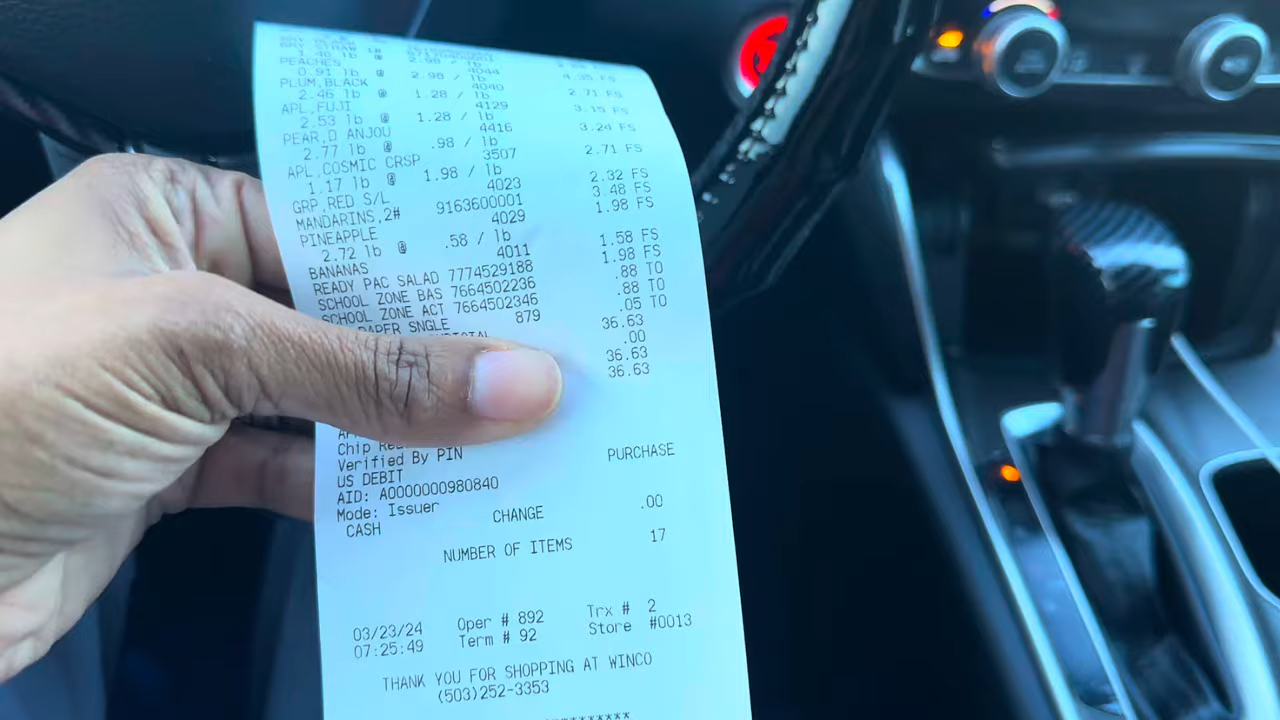 1.46 lb @ 2.98 / lb
PEACHES 4044 4.35 FS
0.91 lb @ 2.98 / lb
PLUM,BLACK 4040 2.71 FS
2.46 lb @ 1.28 / lb
APL,FUJI 4129 3.15 FS
2.53 lb @ 1.28 / lb
PEAR,D ANJOU 4416 3.24 FS
2.77 lb @ .98 / lb
APL,COSMIC CRSP 3507 2.71 FS
1.17 lb @ 1.98 / lb
GRP,RED S/L 4023 2.32 FS
MANDARINS,2# 9163600001 3.48 FS
PINEAPPLE 4029 1.98 FS
2.72 lb @ .58 / lb
BANANAS 4011 1.58 FS
READY PAC SALAD 7774529188 1.98 FS
SCHOOL ZONE BAS 7664502236 .88 TO
SCHOOL ZONE ACT 7664502346 .88 TO
PAPER SNGLE 879 .05 TO
36.63
.00
36.63
36.63
Chip
Verified By PIN PURCHASE
US DEBIT
AID: A0000000980840
Mode: Issuer
CASH CHANGE .00
NUMBER OF ITEMS 17
03/23/24 Oper # 892 Trx # 2
07:25:49 Term # 92 Store #0013
THANK YOU FOR SHOPPING AT WINCO
(503)252-3353
**********